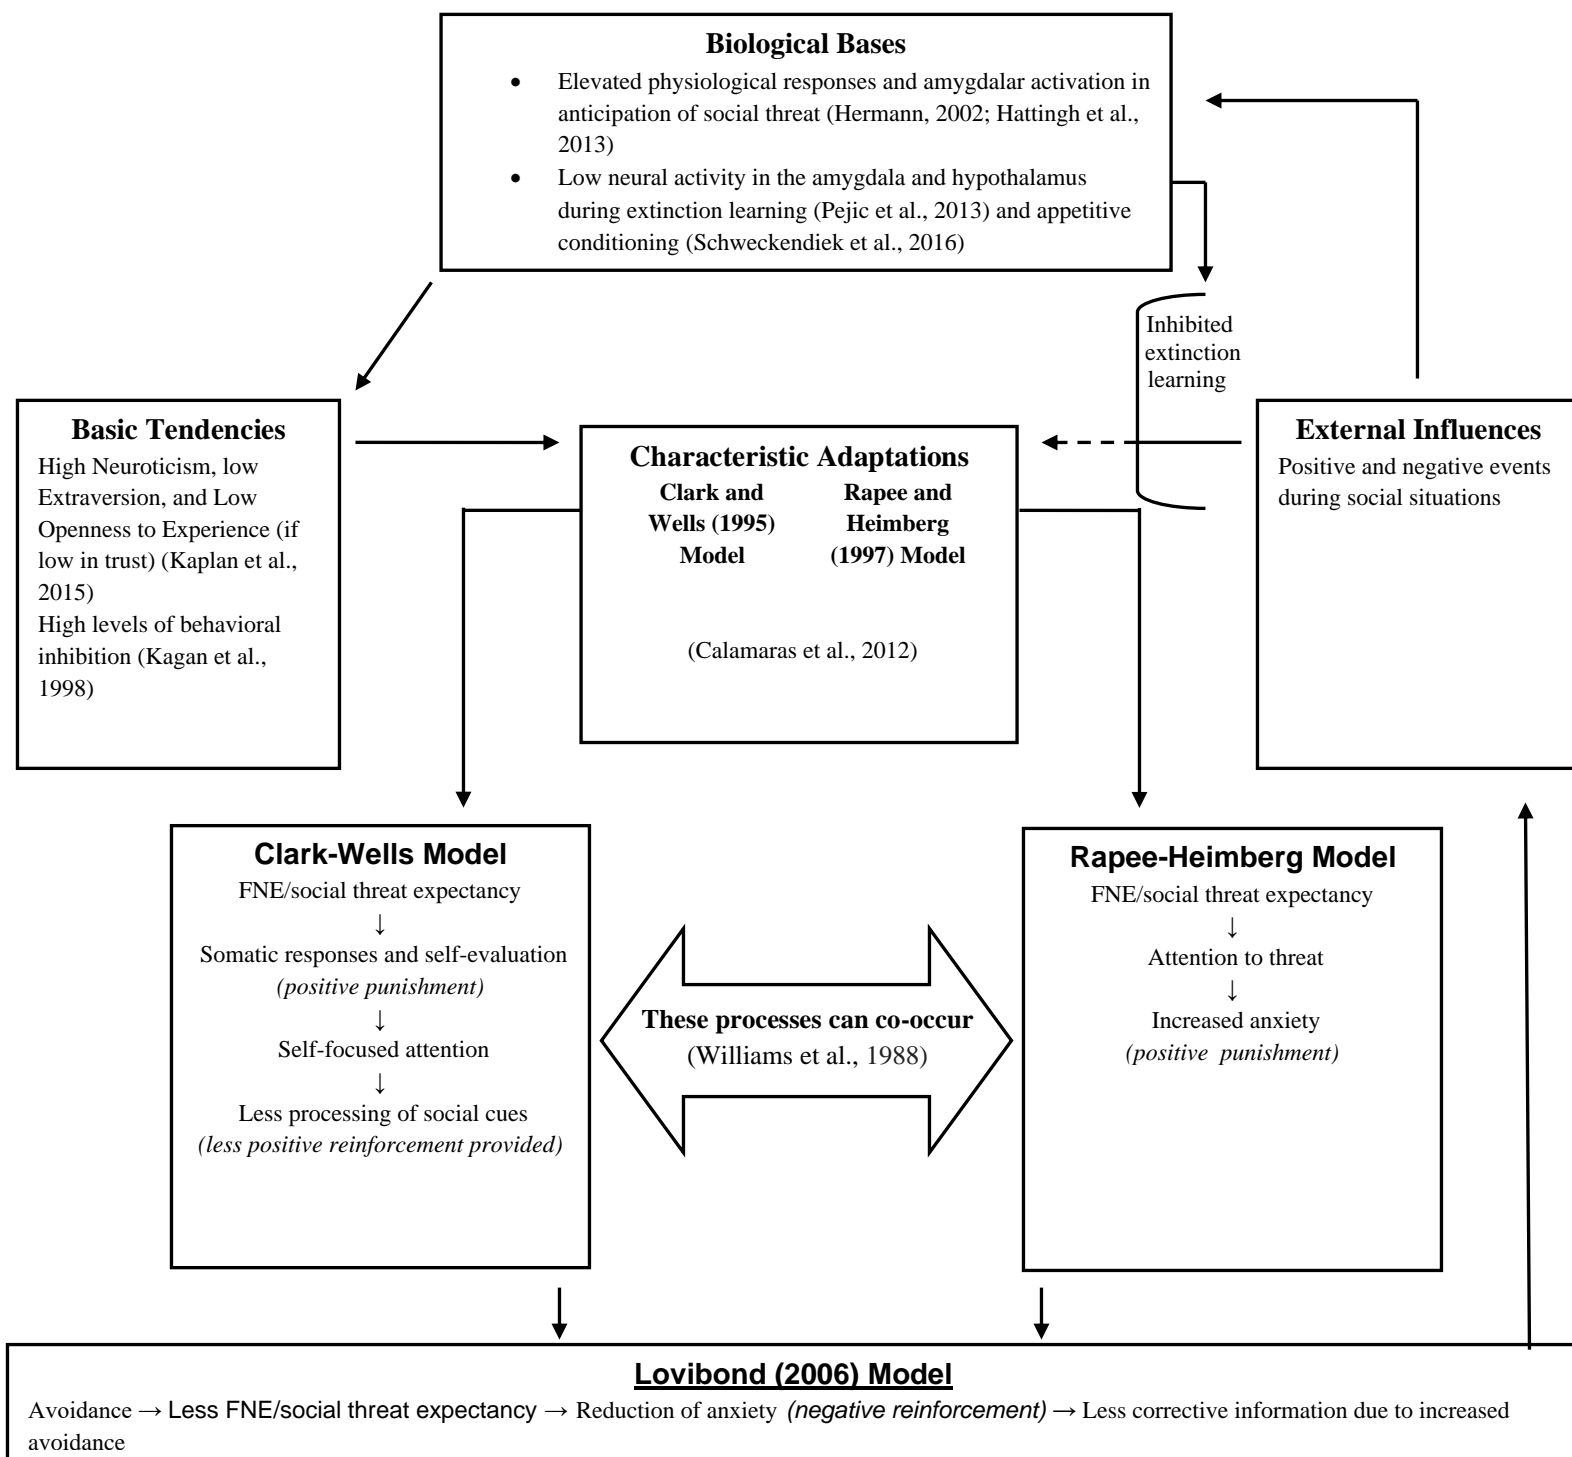 Biological Bases
• Elevated physiological responses and amygdalar activation in
anticipation of social threat (Hermann, 2002; Hattingh et al.,
2013)
• Low neural activity in the amygdala and hypothalamus
during extinction learning (Pejic et al., 2013) and appetitive
conditioning (Schweckendiek et al., 2016)
Inhibited
extinction
learning
Basic Tendencies
High Neuroticism, low
Extraversion, and Low
Openness to Experience (if
low in trust) (Kaplan et al.,
2015)
High levels of behavioral
inhibition (Kagan et al.,
1998)
Characteristic Adaptations
Clark and
Wells (1995)
Model
Rapee and
Heimberg
(1997) Model
(Calamaras et al., 2012)
External Influences
Positive and negative events
during social situations
Clark-Wells Model
FNE/social threat expectancy
↓
Somatic responses and self-evaluation
(positive punishment)
↓
Self-focused attention
↓
Less processing of social cues
(less positive reinforcement provided)
These processes can co-occur
(Williams et al., 1988)
Rapee-Heimberg Model
FNE/social threat expectancy
↓
Attention to threat
↓
Increased anxiety
(positive punishment)
Lovibond (2006) Model
Avoidance → Less FNE/social threat expectancy → Reduction of anxiety (negative reinforcement) → Less corrective information due to increased
avoidance